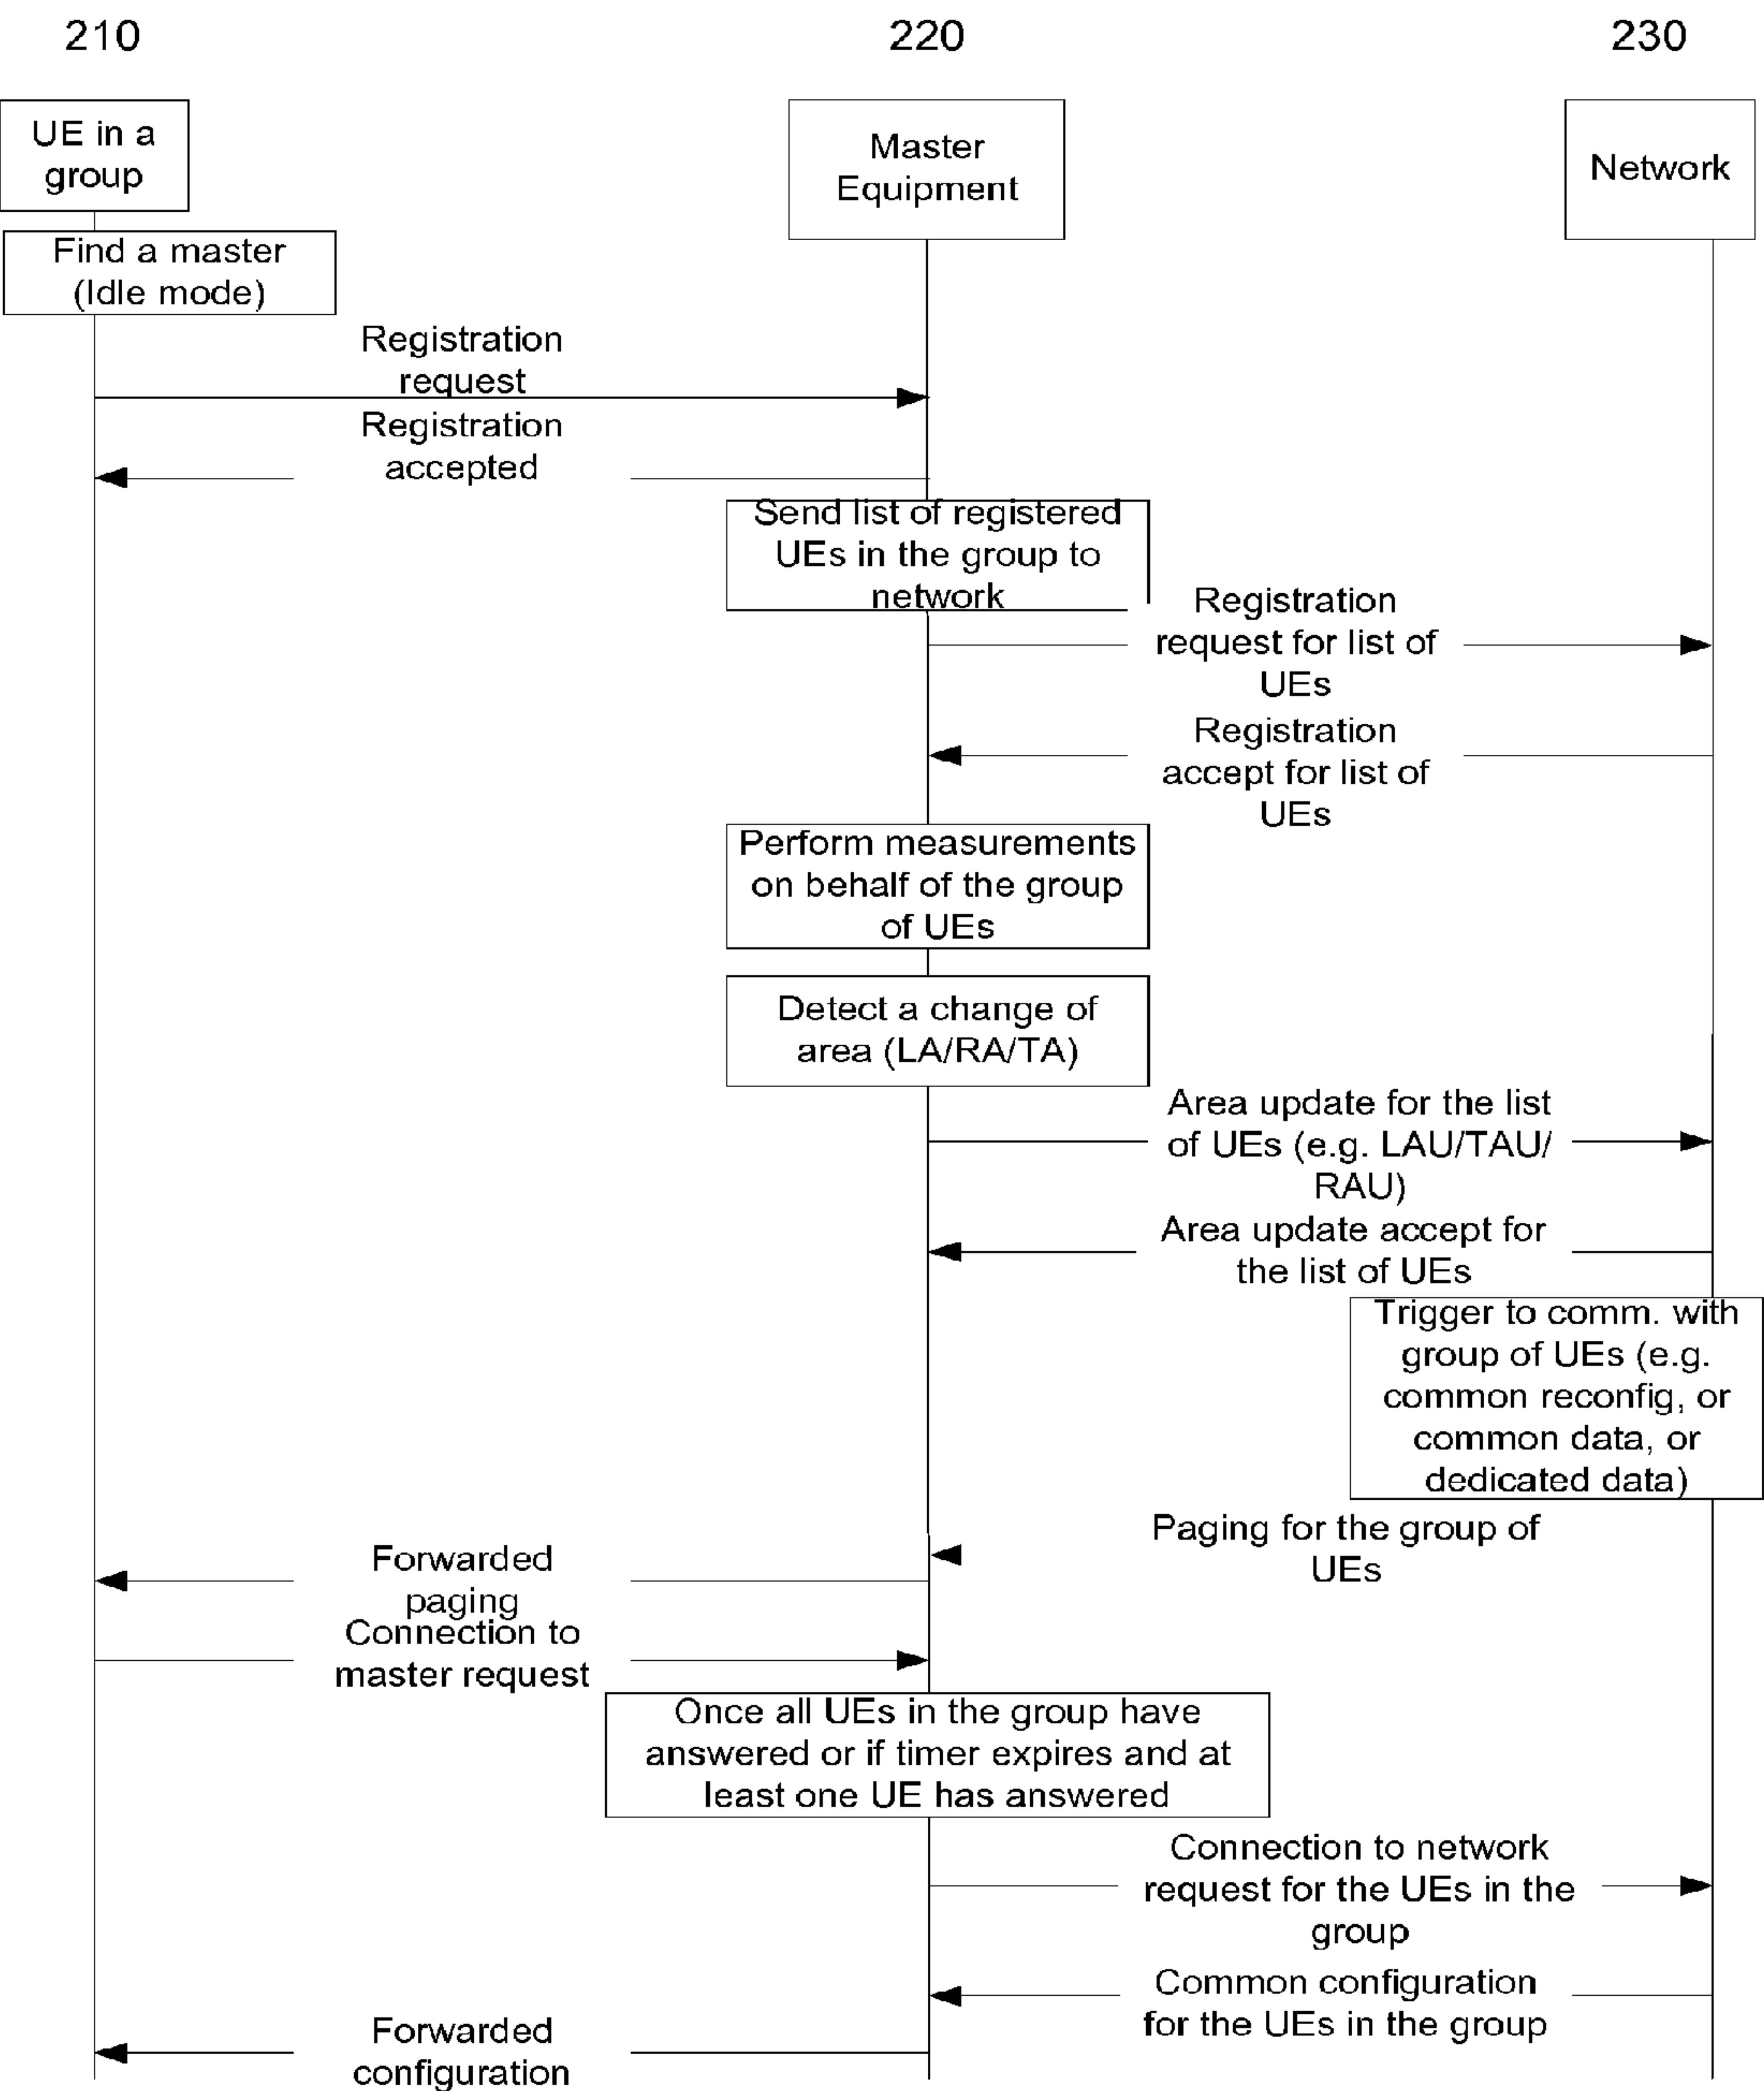 210
220
230
UE in a
group
Master
Equipment
Network
Find a master
(Idle mode)
Registration
request
Registration
accepted
Send list of registered
UEs in the group to
network
Registration
request for list of
UEs
Registration
accept for list of
UEs
Perform measurements
on behalf of the group
of UEs
Detect a change of
area (LA/RA/TA)
Area update for the list
of UEs (e.g. LAU/TAU/
RAU)
Area update accept for
the list of UEs
Trigger to comm. with
group of UEs (e.g.
common reconfig, or
common data, or
dedicated data)
Paging for the group of
UEs
Forwarded
paging
Connection to
master request
Once all UEs in the group have
answered or if timer expires and at
least one UE has answered
Connection to network
request for the UEs in the
group
Common configuration
for the UEs in the group
Forwarded
configuration